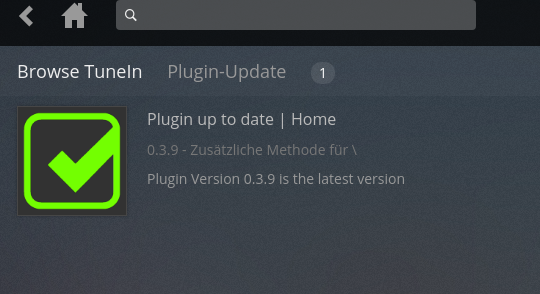 Browse TuneIn Plugin-Update 1
Plugin up to date | Home
0.3.9 - Zusätzliche Methode für \
Plugin Version 0.3.9 is the latest version